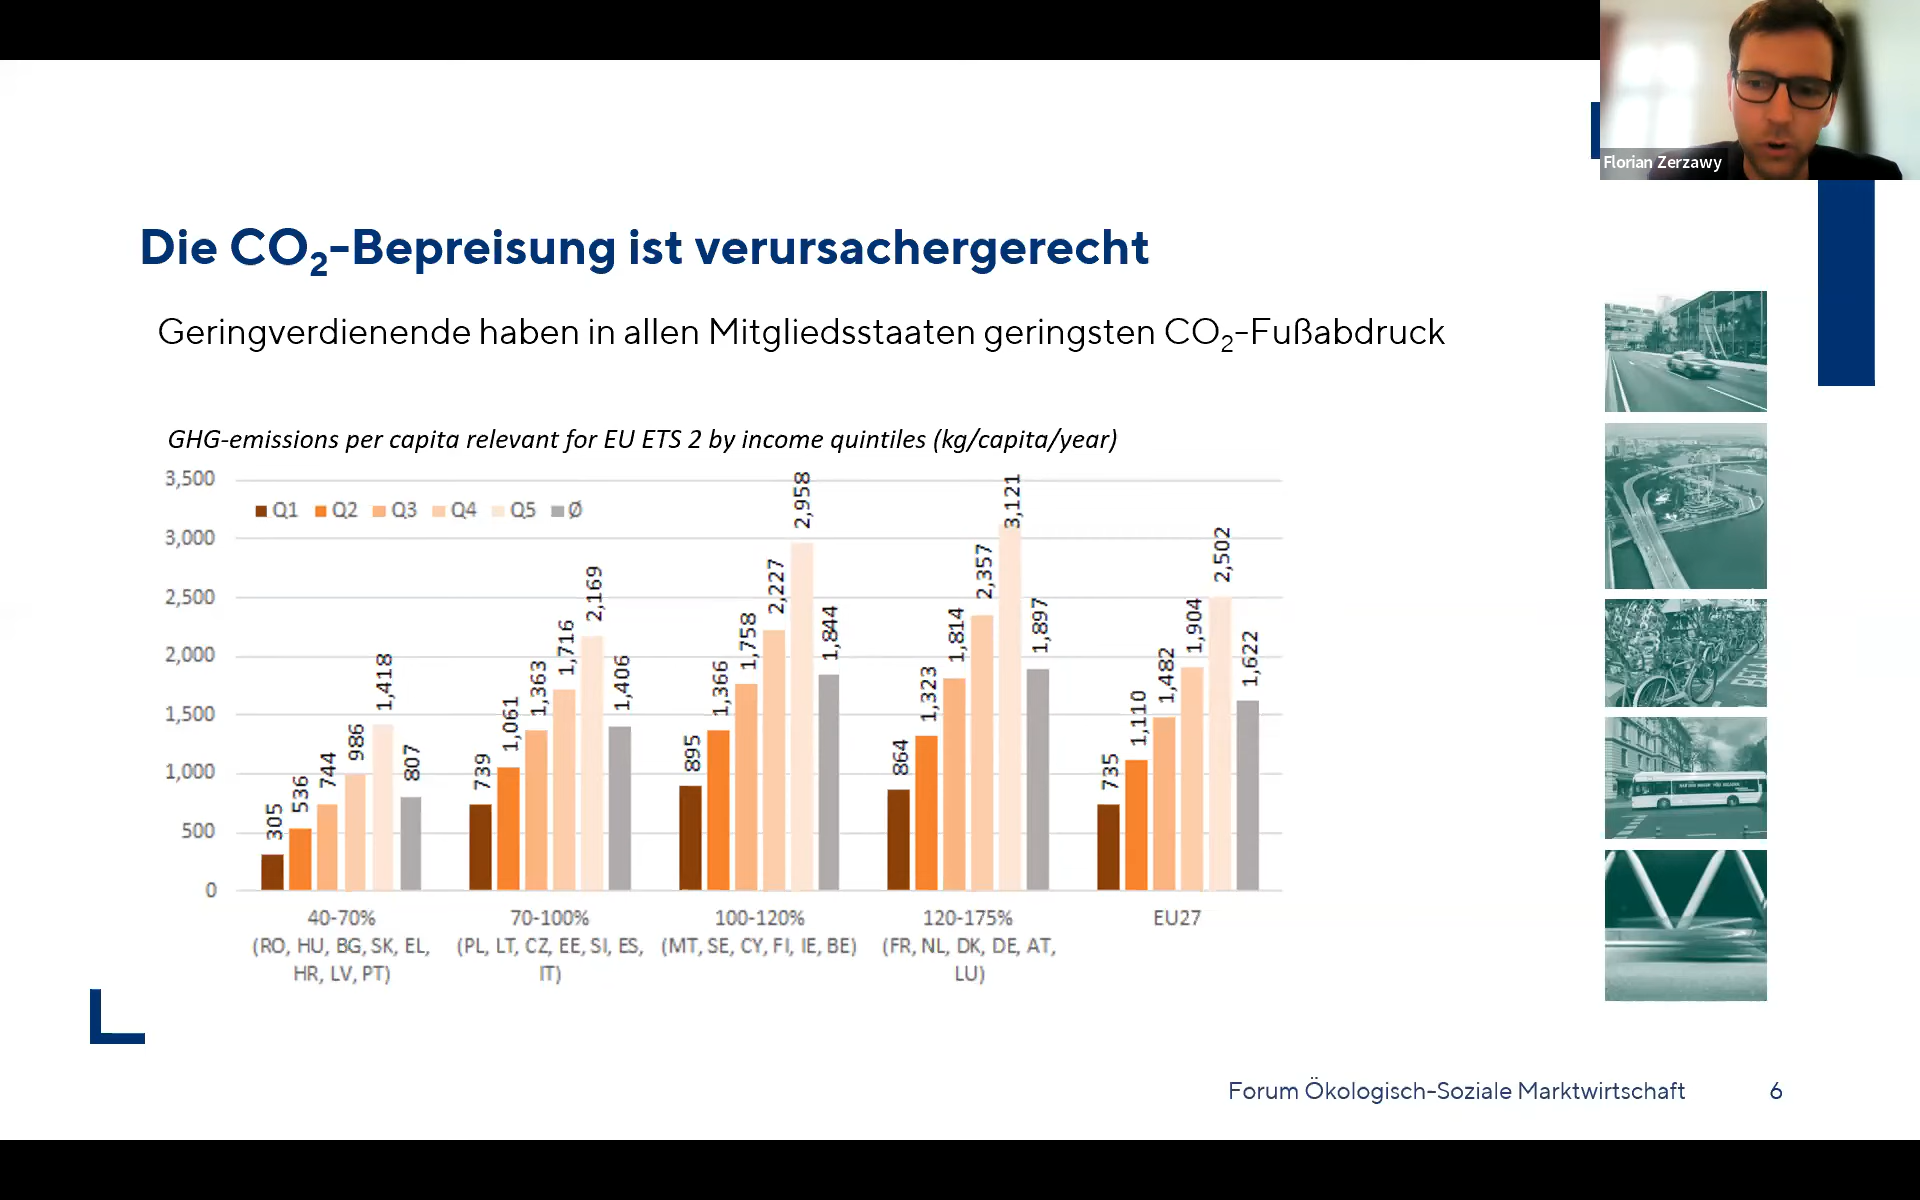 Florian Zerzawy
Die CO₂-Bepreisung ist verursachergerecht
Geringverdienende haben in allen Mitgliedsstaaten geringsten CO₂-Fußabdruck
GHG-emissions per capita relevant for EU ETS 2 by income quintiles (kg/capita/year)
3,500
3,000
2,500
2,000
1,500
1,000
500
0
Q1 Q2 Q3 Q4 Q5 Ø
305 536 744 986 1,418 807
739 1,061 1,363 1,716 2,169 1,406
895 1,366 1,758 2,227 2,958 1,844
864 1,323 1,814 2,357 3,121 1,897
735 1,110 1,482 1,904 2,502 1,622
40-70%
(RO, HU, BG, SK, EL,
HR, LV, PT)
70-100%
(PL, LT, CZ, EE, SI, ES,
IT)
100-120%
(MT, SE, CY, FI, IE, BE)
120-175%
(FR, NL, DK, DE, AT,
LU)
EU27
Forum Ökologisch-Soziale Marktwirtschaft 6